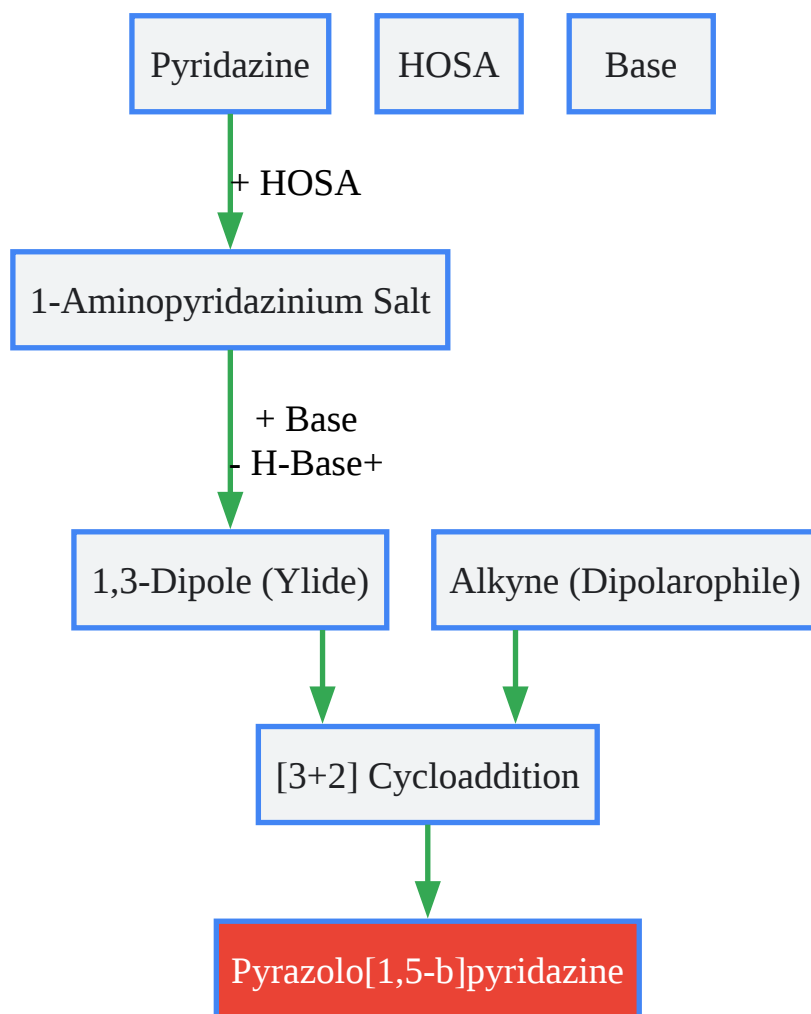 Pyridazine
HOSA
Base
+ HOSA
1-Aminopyridazinium Salt
+ Base
- H-Base+
1,3-Dipole (Ylide)
Alkyne (Dipolarophile)
[3+2] Cycloaddition
Pyrazolo[1,5-b]pyridazine